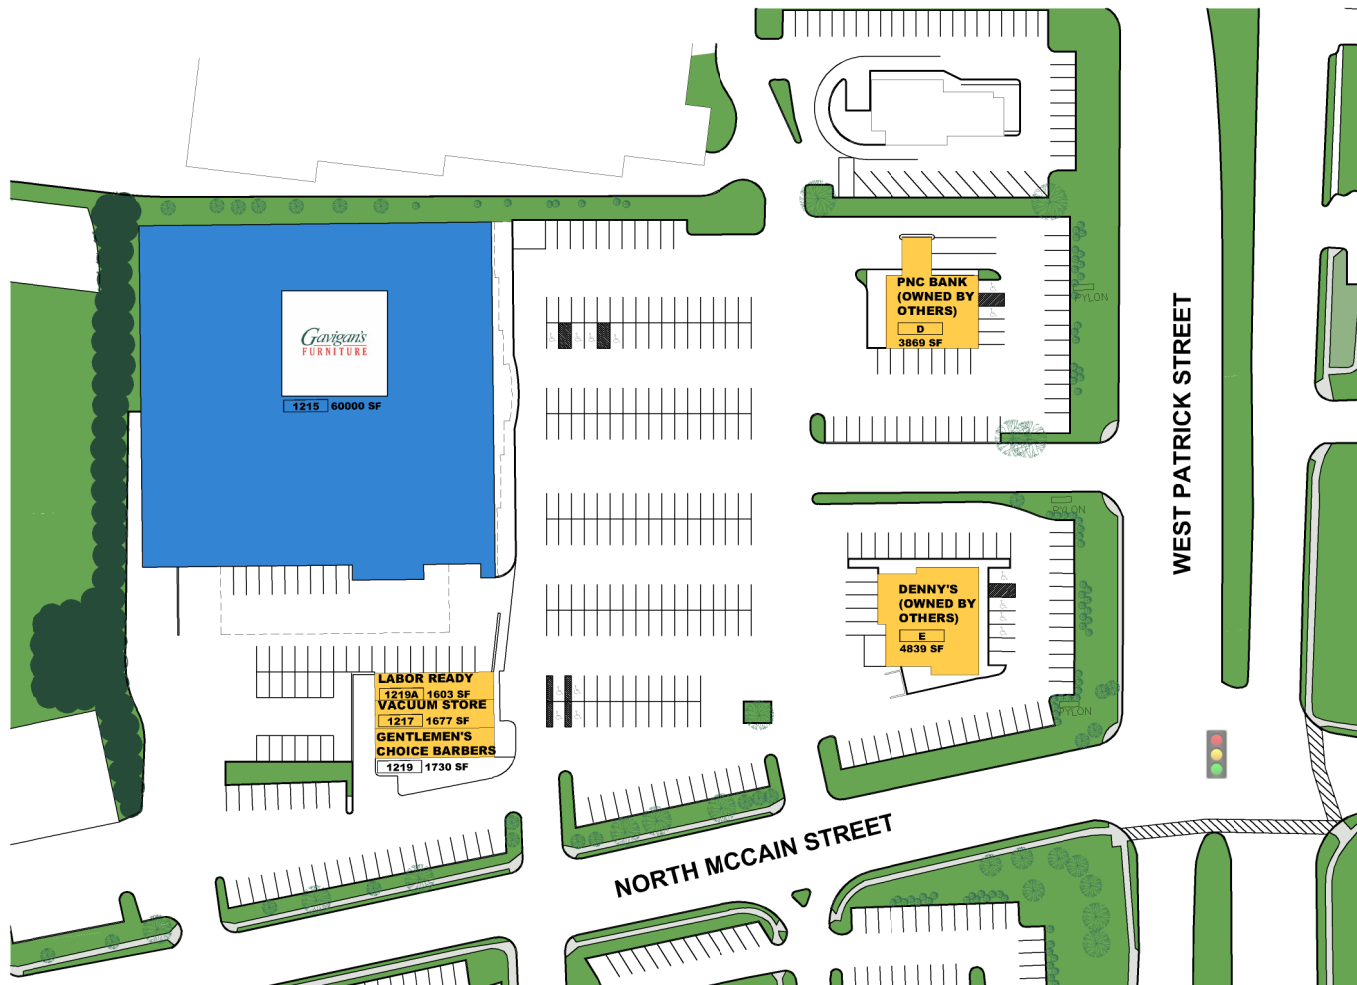 Gavigan's
FURNITURE
1215 60000 SF
PNC BANK
(OWNED BY
OTHERS)
D
3869 SF
PYLON
WEST PATRICK STREET
PYLON
DENNY'S
(OWNED BY
OTHERS)
E
4839 SF
PYLON
LABOR READY
1219A 1603 SF
VACUUM STORE
1217 1677 SF
GENTLEMEN'S
CHOICE BARBERS
1219 1730 SF
NORTH MCCAIN STREET